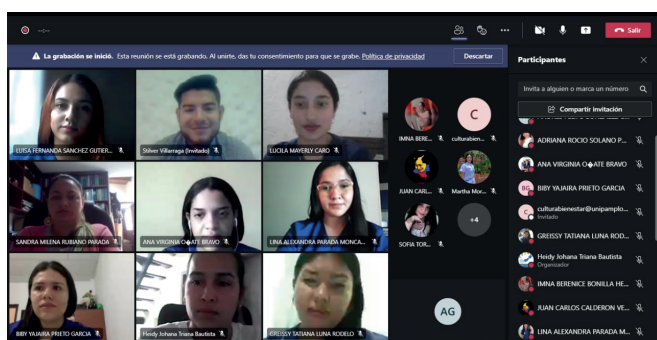 --:--
Salir
La grabación se inició. Esta reunión se está grabando. Al unirte, das tu consentimiento para que se grabe. Política de privacidad
Descartar
Participantes
Invita a alguien o marca un número
Compartir invitación
LUISA FERNANDA SANCHEZ GUTIER...
Stilver Villarraga (Invitado)
LUCILA MAYERLY CARO
IMNA BERE...
C
culturabien...
JUAN CARL...
Martha Mor...
SANDRA MILENA RUBIANO PARADA
ANA VIRGINIA O�ATE BRAVO
LINA ALEXANDRA PARADA MONCA...
SOFIA TOR...
+4
BIBY YAJAIRA PRIETO GARCIA
Heidy Johana Triana Bautista
GREISSY TATIANA LUNA RODELO
AG
ADRIANA ROCIO SOLANO P...
ANA VIRGINIA O�ATE BRAVO
BG
BIBY YAJAIRA PRIETO GARCIA
C
culturabienestar@unipamplo...
Invitado
GREISSY TATIANA LUNA ROD...
Heidy Johana Triana Bautista
Organizador
IMNA BERENICE BONILLA HE...
JUAN CARLOS CALDERON VE...
LINA ALEXANDRA PARADA M...